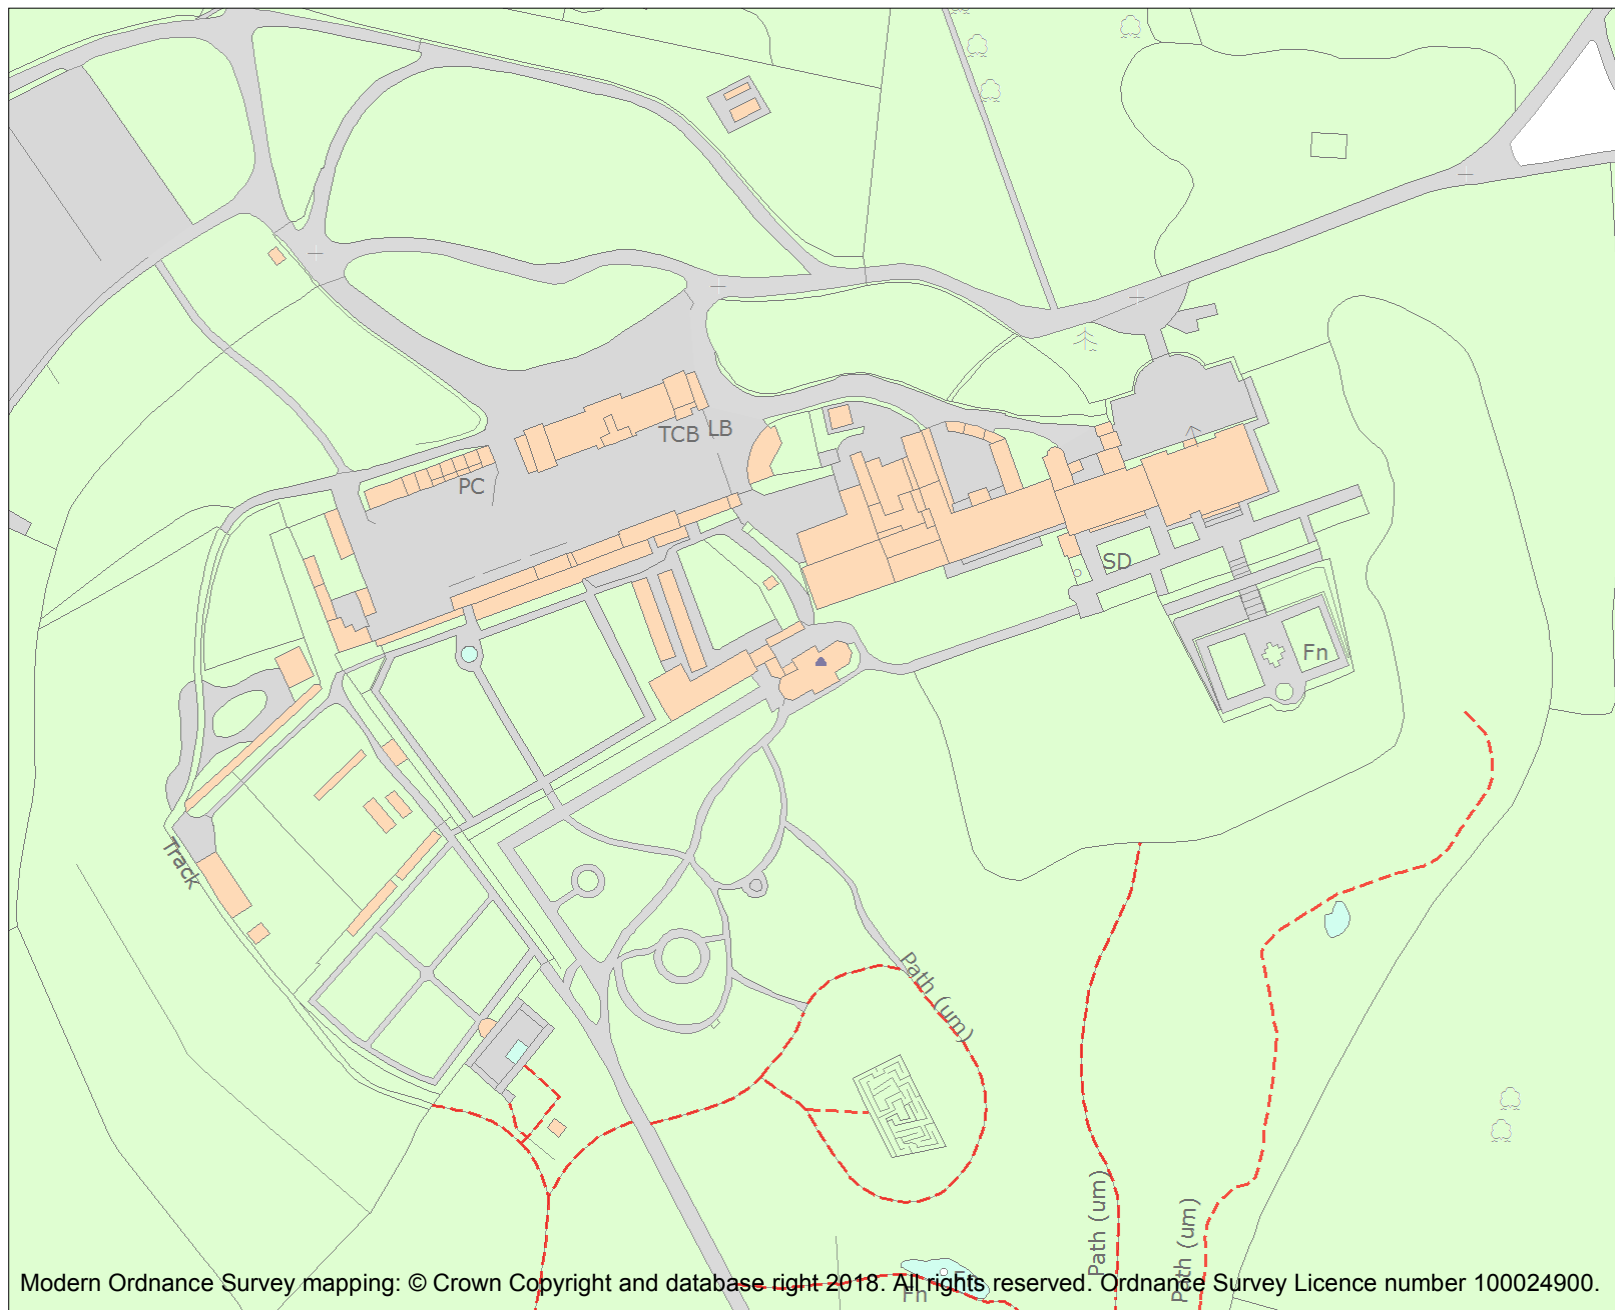 TCB
LB
PC
SD
Fn
Track
Path (um)
Path (um)
Path (um)
Fn
Modern Ordnance Survey mapping: © Crown Copyright and database right 2018. All rights reserved. Ordnance Survey Licence number 100024900.